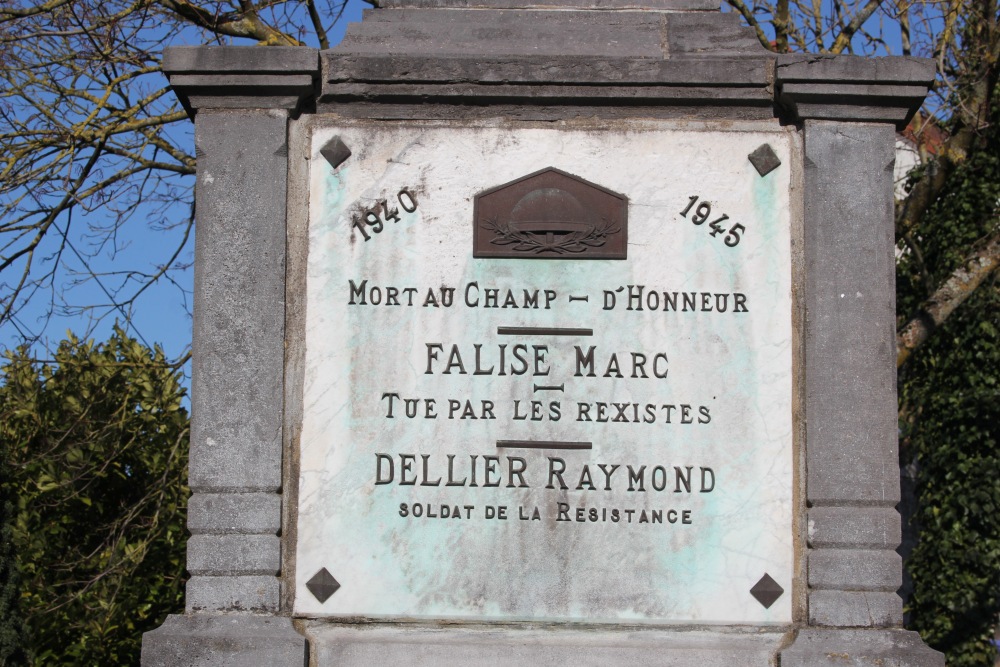 1940 1945
MORT AU CHAMP – D'HONNEUR
FALISE MARC
TUE PAR LES REXISTES
DELLIER RAYMOND
SOLDAT DE LA RESISTANCE